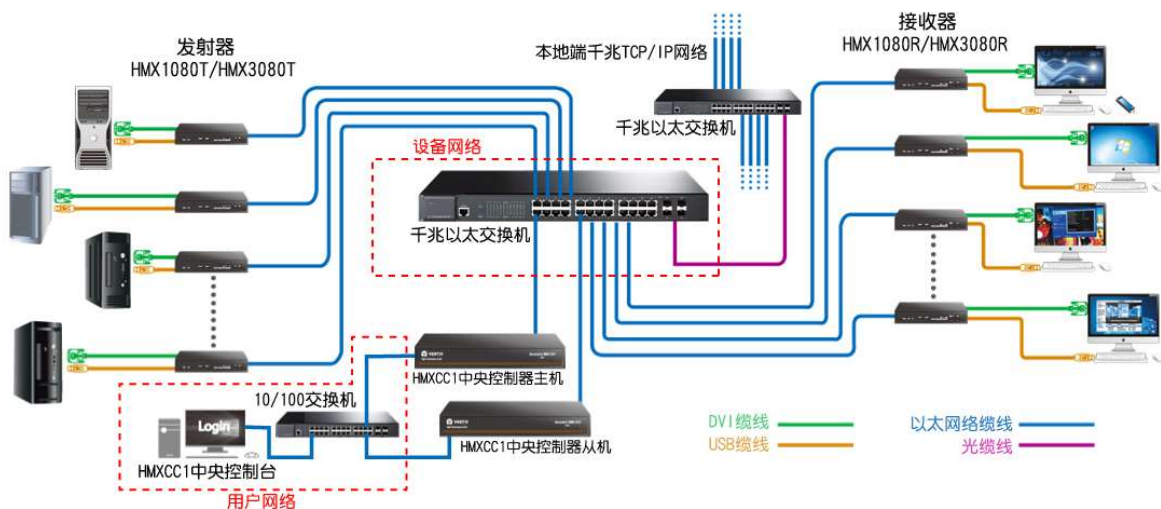 发射器
HMX1080T/HMX3080T
本地端千兆TCP/IP网络
接收器
HMX1080R/HMX3080R
千兆以太交换机
设备网络
千兆以太交换机
VERTIV
HMXCC1中央控制器主机
10/100交换机
VERTIV
Login
HMXCC1中央控制器从机
HMXCC1中央控制台
用户网络
DVI缆线
以太网络缆线
USB缆线
光缆线